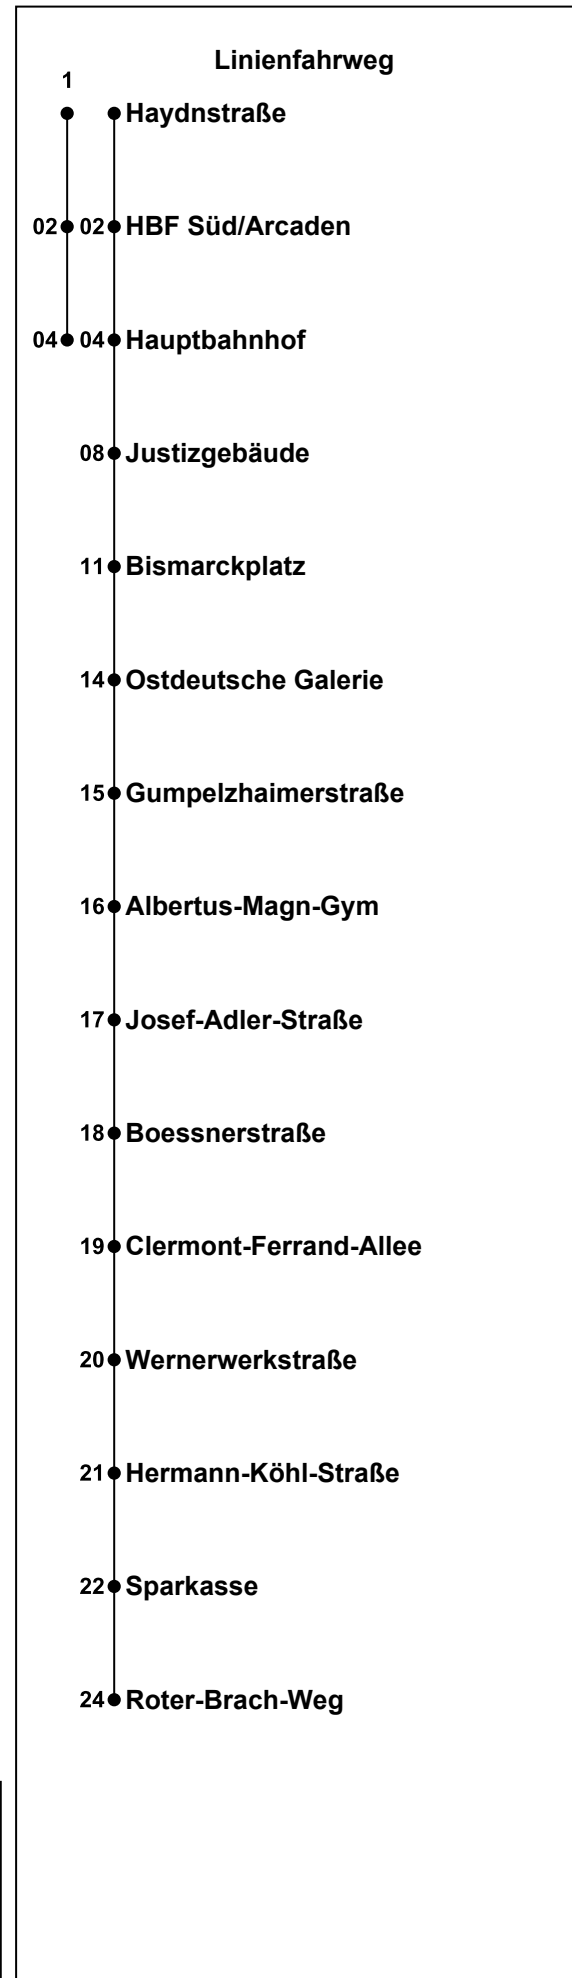 Linienfahrweg
1
Haydnstraße
02 02 HBF Süd/Arcaden
04 04 Hauptbahnhof
08 Justizgebäude
11 Bismarckplatz
14 Ostdeutsche Galerie
15 Gumpelzhaimerstraße
16 Albertus-Magn-Gym
17 Josef-Adler-Straße
18 Boessnerstraße
19 Clermont-Ferrand-Allee
20 Wernerwerkstraße
21 Hermann-Köhl-Straße
22 Sparkasse
24 Roter-Brach-Weg